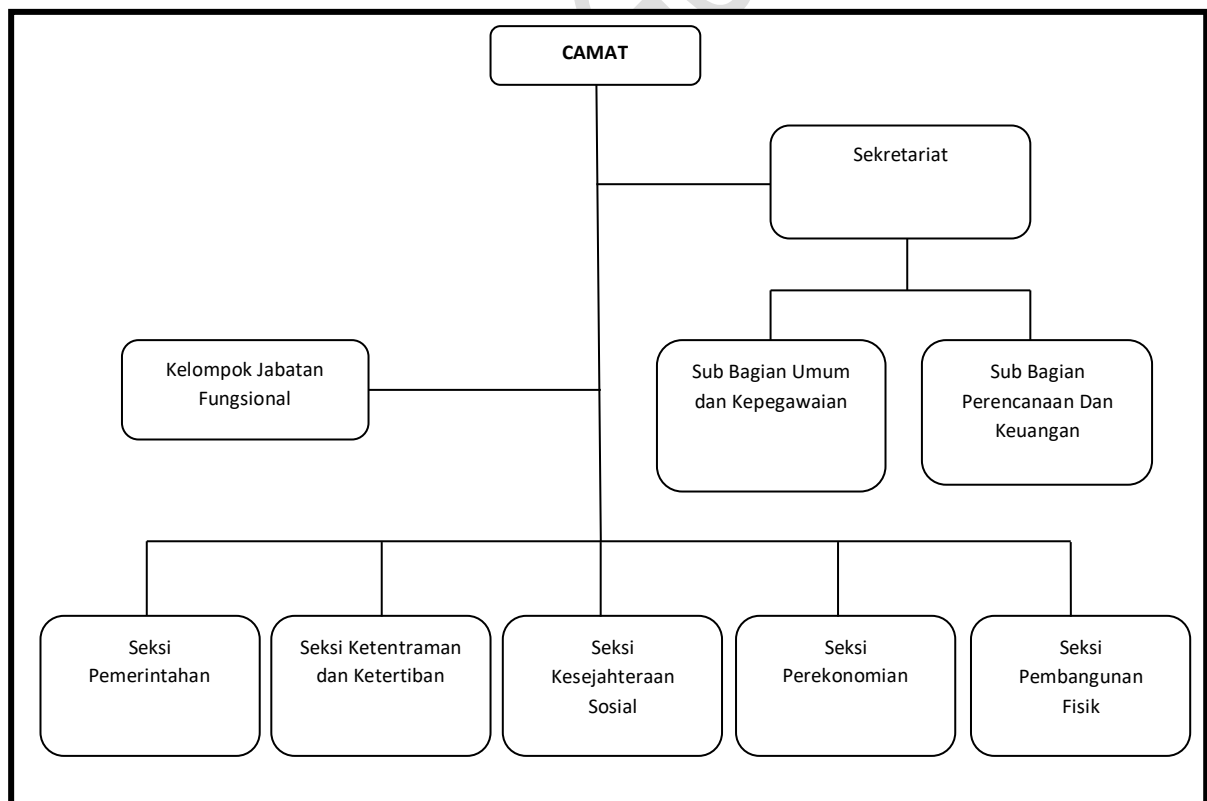 CAMAT
Sekretariat
Kelompok Jabatan
Fungsional
Sub Bagian Umum
dan Kepegawaian
Sub Bagian
Perencanaan Dan
Keuangan
Seksi
Pemerintahan
Seksi Ketentraman
dan Ketertiban
Seksi
Kesejahteraan
Sosial
Seksi
Perekonomian
Seksi
Pembangunan
Fisik